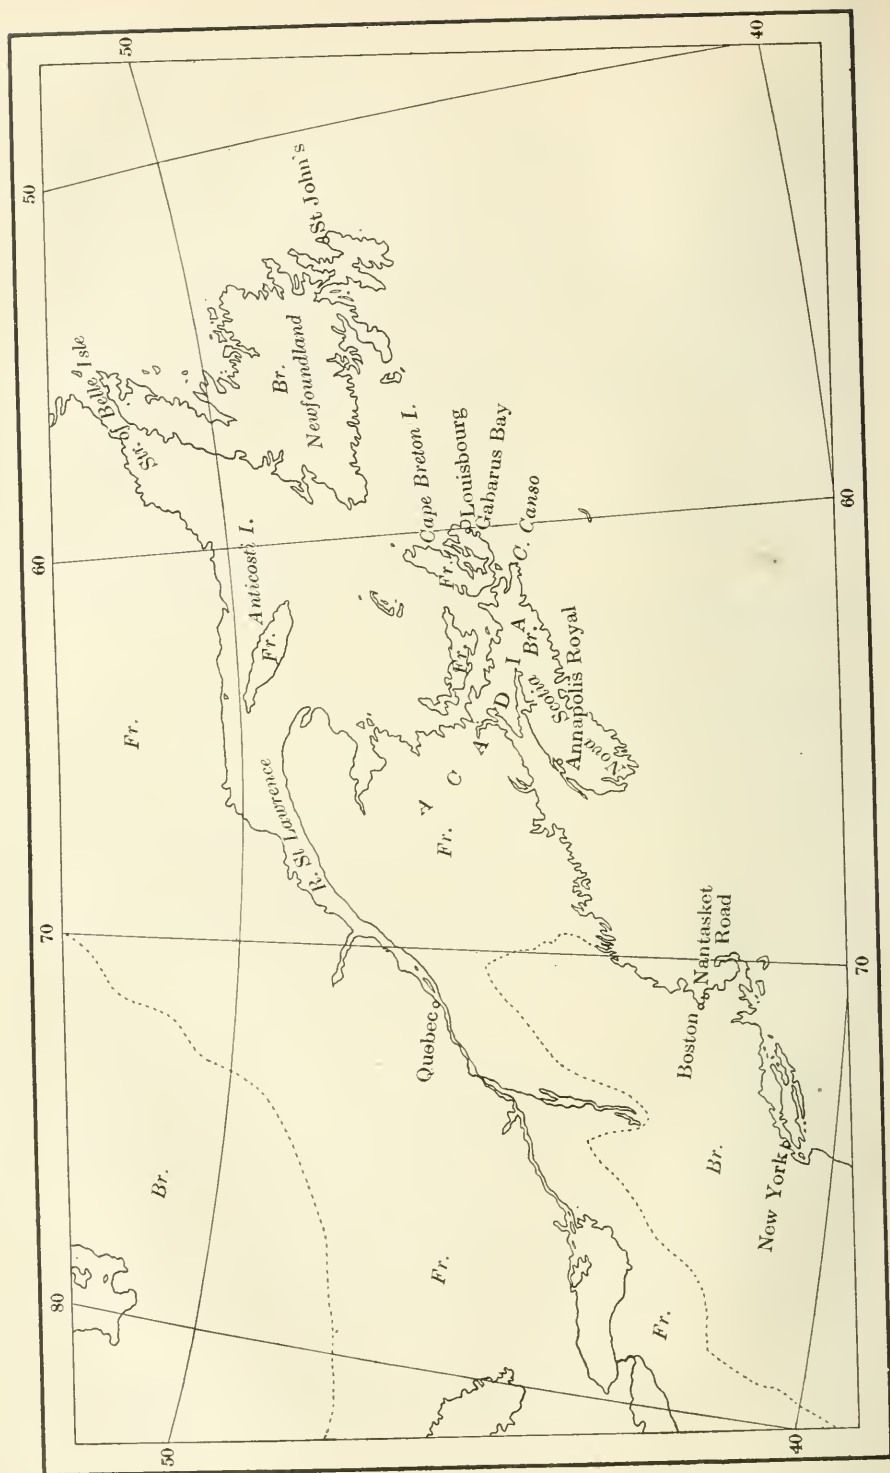 50
50
60
70
80
50
40
60
70
40
Isle
Str. of Belle
St John's
Br.
Newfoundland
Fr.
Anticosti I.
Fr.
Br.
R. St Lawrence
Cape Breton I.
Fr.
Louisbourg
Gabarus Bay
C. Canso
Fr.
ACADIA
Br.
Nova Scotia
Annapolis Royal
Fr.
Quebec
Nantasket
Road
Boston
Br.
New York
Fr.
Fr.